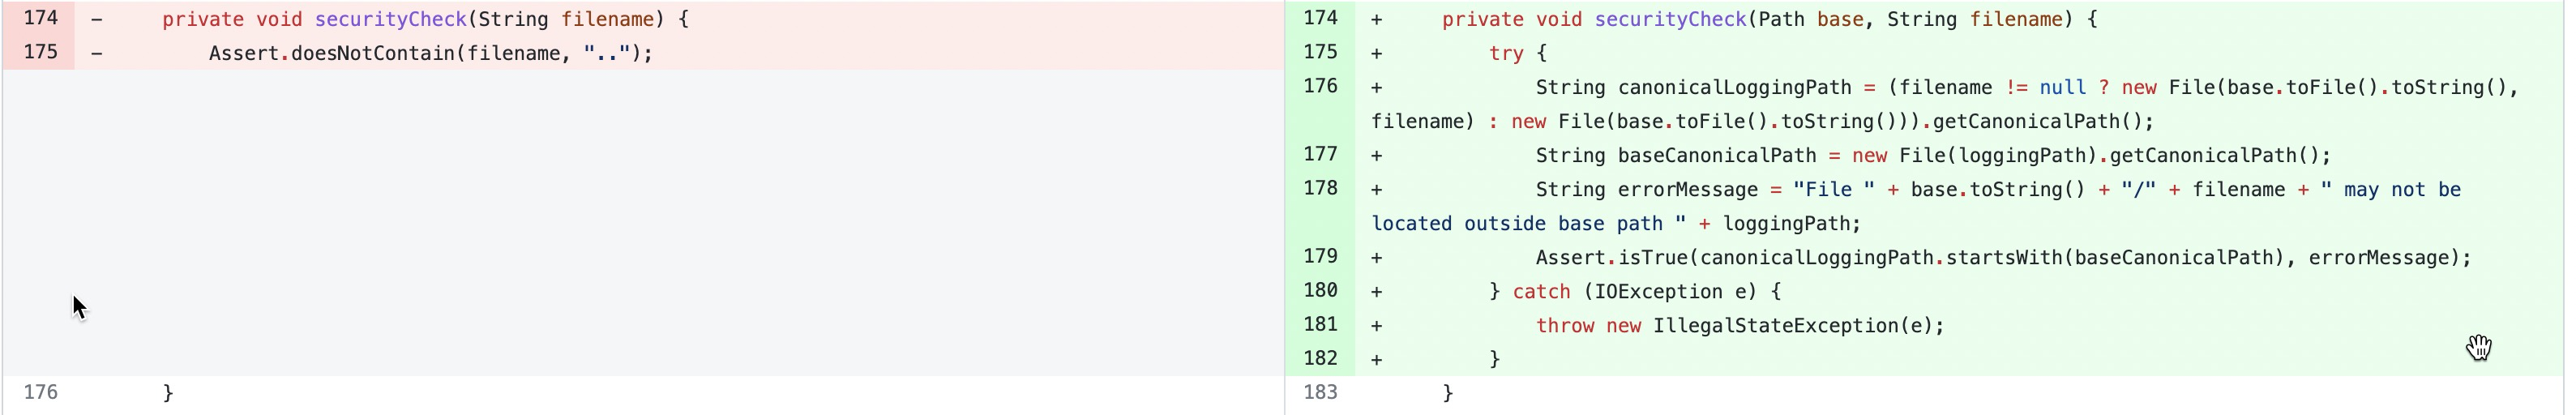 174 -     private void securityCheck(String filename) {
175 -         Assert.doesNotContain(filename, "..");
176       }
174 +     private void securityCheck(Path base, String filename) {
175 +         try {
176 +             String canonicalLoggingPath = (filename != null ? new File(base.toFile().toString(),
filename) : new File(base.toFile().toString())).getCanonicalPath();
177 +             String baseCanonicalPath = new File(loggingPath).getCanonicalPath();
178 +             String errorMessage = "File " + base.toString() + "/" + filename + " may not be
located outside base path " + loggingPath;
179 +             Assert.isTrue(canonicalLoggingPath.startsWith(baseCanonicalPath), errorMessage);
180 +         } catch (IOException e) {
181 +             throw new IllegalStateException(e);
182 +         }
183       }